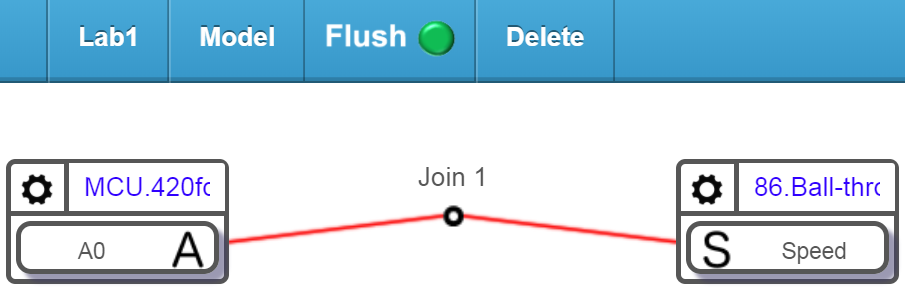 Lab1 Model Flush Delete
Join 1
MCU.420fc 86.Ball-thro
A0 A S Speed